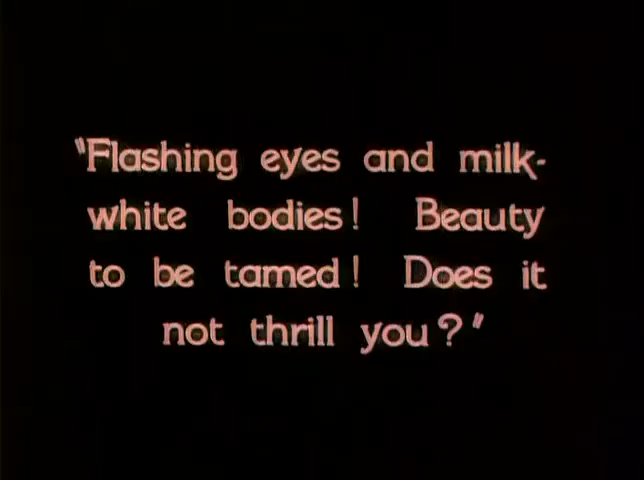 "Flashing eyes and milk-
white bodies! Beauty
to be tamed! Does it
not thrill you?"